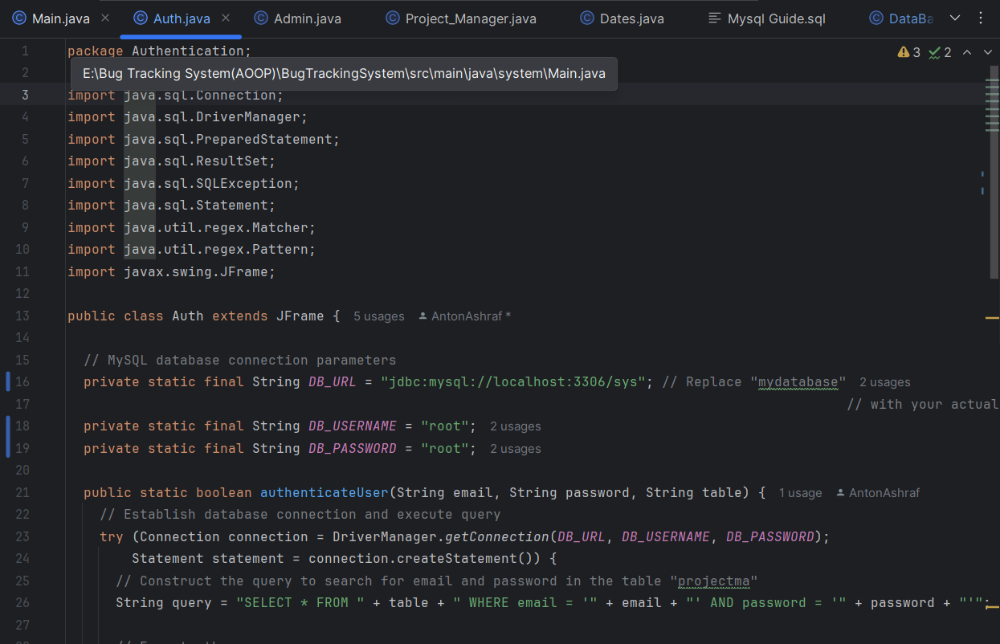 Main.java Auth.java Admin.java Project_Manager.java Dates.java Mysql Guide.sql DataBa
1 package Authentication; 3 2
2 E:\Bug Tracking System(AOOP)\BugTrackingSystem\src\main\java\system\Main.java
3 import java.sql.Connection;
4 import java.sql.DriverManager;
5 import java.sql.PreparedStatement;
6 import java.sql.ResultSet;
7 import java.sql.SQLException;
8 import java.sql.Statement;
9 import java.util.regex.Matcher;
10 import java.util.regex.Pattern;
11 import javax.swing.JFrame;
12
13 public class Auth extends JFrame { 5 usages AntonAshraf *
14
15 // MySQL database connection parameters
16 private static final String DB_URL = "jdbc:mysql://localhost:3306/sys"; // Replace "mydatabase" 2 usages
17 // with your actual
18 private static final String DB_USERNAME = "root"; 2 usages
19 private static final String DB_PASSWORD = "root"; 2 usages
20
21 public static boolean authenticateUser(String email, String password, String table) { 1 usage AntonAshraf
22 // Establish database connection and execute query
23 try (Connection connection = DriverManager.getConnection(DB_URL, DB_USERNAME, DB_PASSWORD);
24 Statement statement = connection.createStatement()) {
25 // Construct the query to search for email and password in the table "projectma"
26 String query = "SELECT * FROM " + table + " WHERE email = '" + email + "' AND password = '" + password + "'";
27